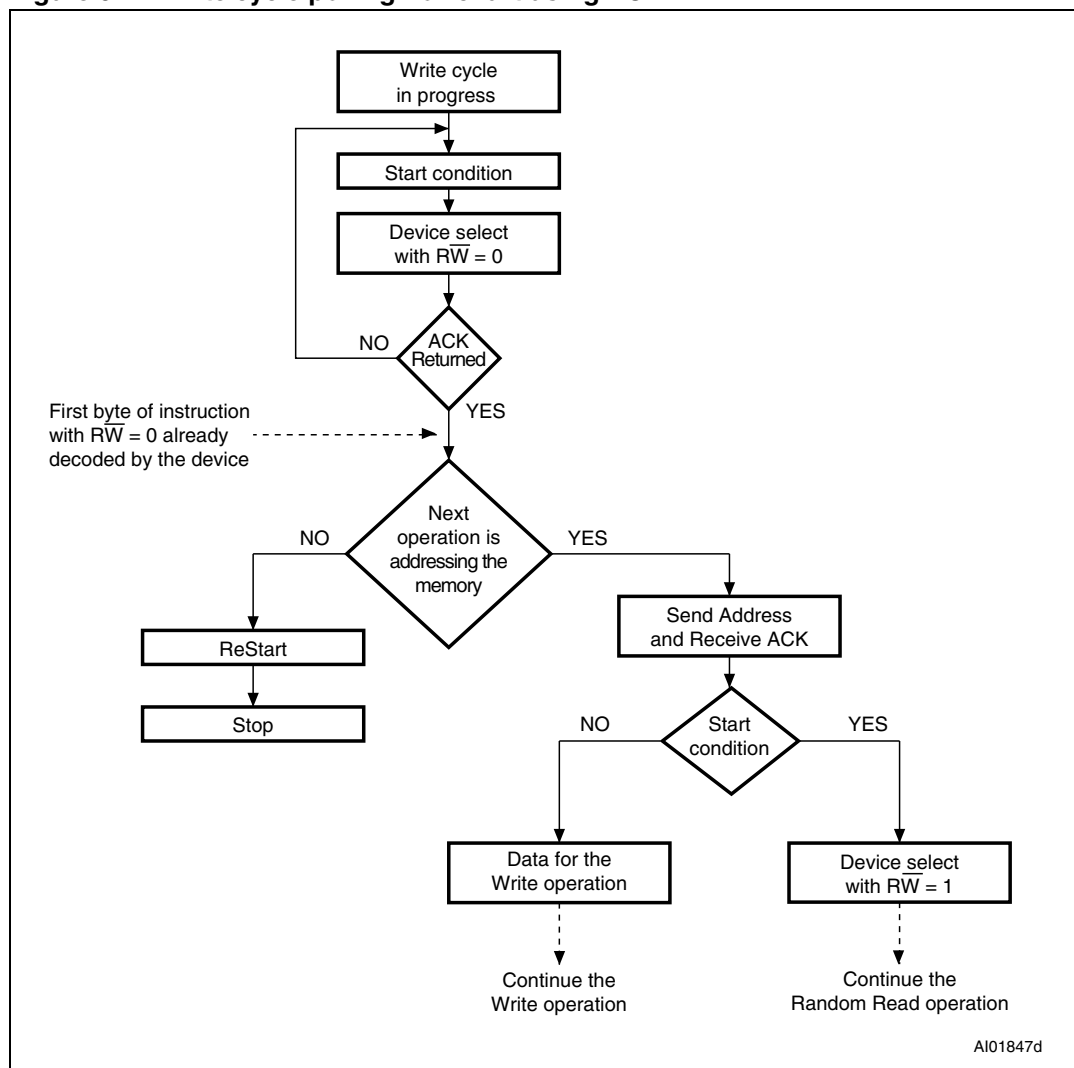 Write cycle
in progress
Start condition
Device select
with RW̅ = 0
NO
ACK
Returned
YES
First byte of instruction
with RW̅ = 0 already
decoded by the device
NO
Next
operation is
addressing the
memory
YES
Send Address
and Receive ACK
ReStart
Stop
NO
Start
condition
YES
Data for the
Write operation
Device select
with RW̅ = 1
Continue the
Write operation
Continue the
Random Read operation
AI01847d